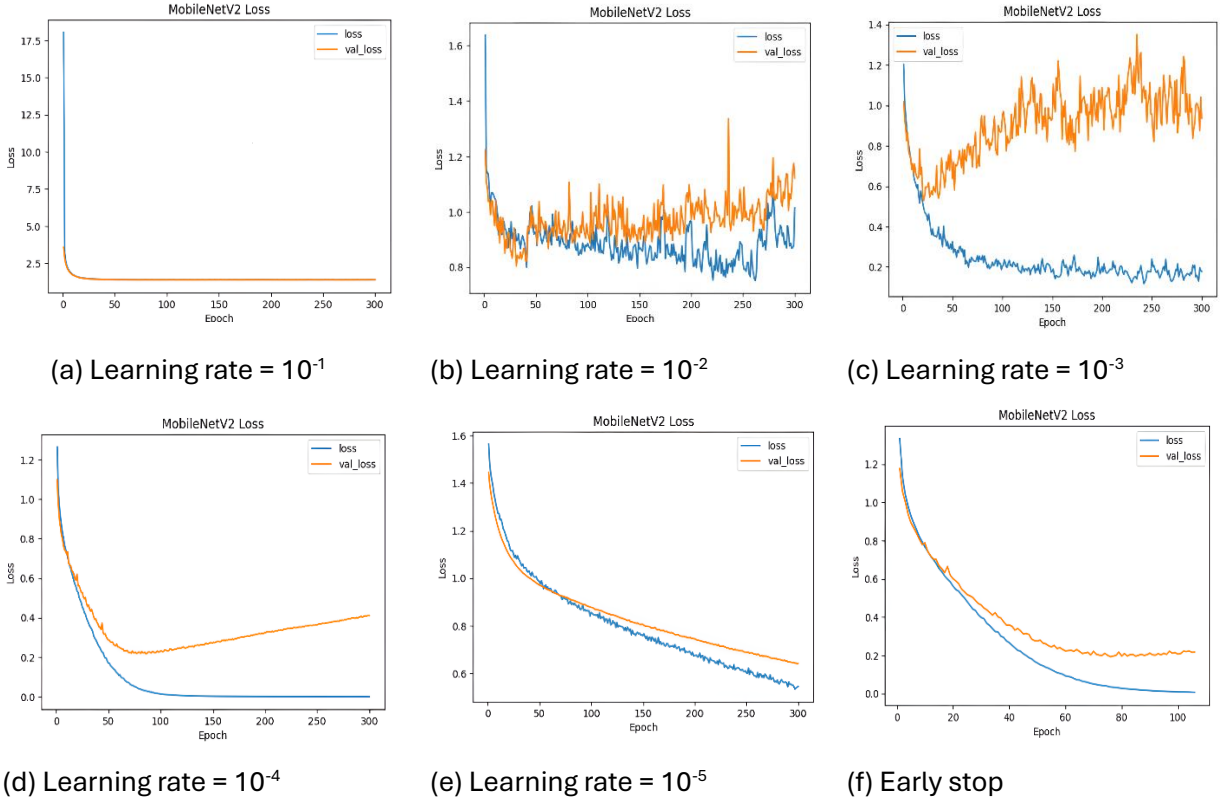 MobileNetV2 Loss
loss
val_loss
17.5
15.0
12.5
10.0
7.5
5.0
2.5
Loss
0
50
100
150
200
250
300
Epoch
(a) Learning rate = 10⁻¹
MobileNetV2 Loss
loss
val_loss
1.6
1.4
1.2
1.0
0.8
Loss
0
50
100
150
200
250
300
Epoch
(b) Learning rate = 10⁻²
MobileNetV2 Loss
loss
val_loss
1.4
1.2
1.0
0.8
0.6
0.4
0.2
Loss
0
50
100
150
200
250
300
Epoch
(c) Learning rate = 10⁻³
MobileNetV2 Loss
loss
val_loss
1.2
1.0
0.8
0.6
0.4
0.2
0.0
Loss
0
50
100
150
200
250
300
Epoch
(d) Learning rate = 10⁻⁴
MobileNetV2 Loss
loss
val_loss
1.6
1.4
1.2
1.0
0.8
0.6
Loss
0
50
100
150
200
250
300
Epoch
(e) Learning rate = 10⁻⁵
MobileNetV2 Loss
loss
val_loss
1.2
1.0
0.8
0.6
0.4
0.2
0.0
Loss
0
20
40
60
80
100
Epoch
(f) Early stop